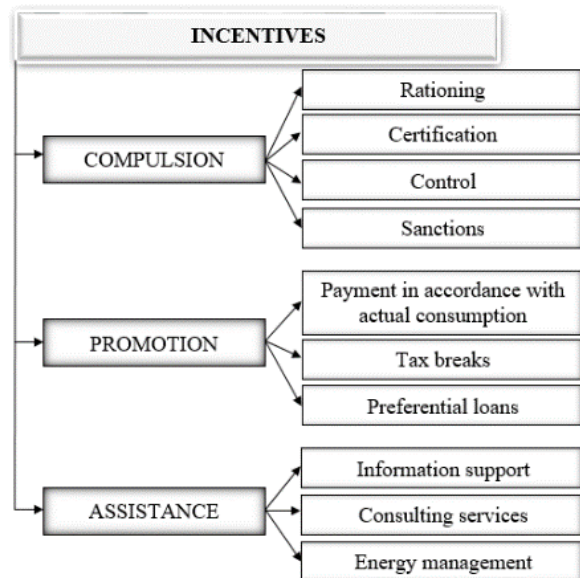 INCENTIVES
COMPULSION
Rationing
Certification
Control
Sanctions
PROMOTION
Payment in accordance with
actual consumption
Tax breaks
Preferential loans
ASSISTANCE
Information support
Consulting services
Energy management